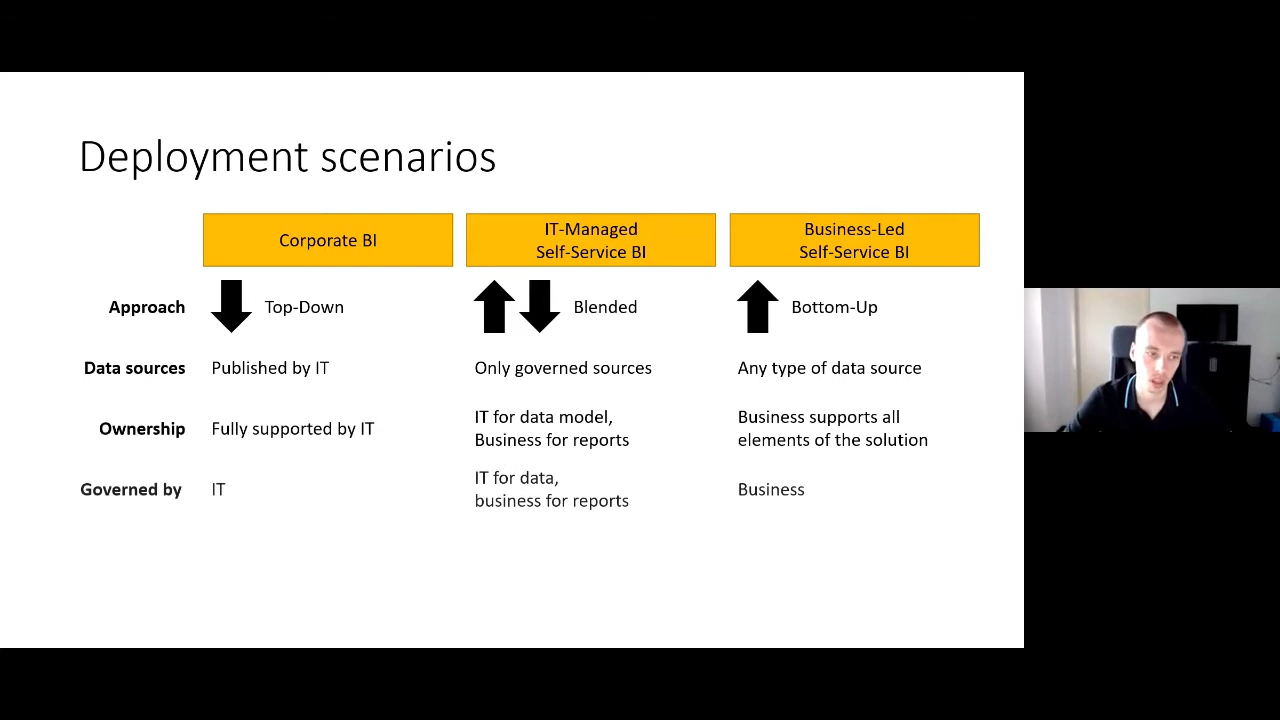 Deployment scenarios
Corporate BI
IT-Managed
Self-Service BI
Business-Led
Self-Service BI
Approach
Top-Down
Blended
Bottom-Up
Data sources
Published by IT
Only governed sources
Any type of data source
Ownership
Fully supported by IT
IT for data model,
Business for reports
Business supports all
elements of the solution
Governed by
IT
IT for data,
business for reports
Business